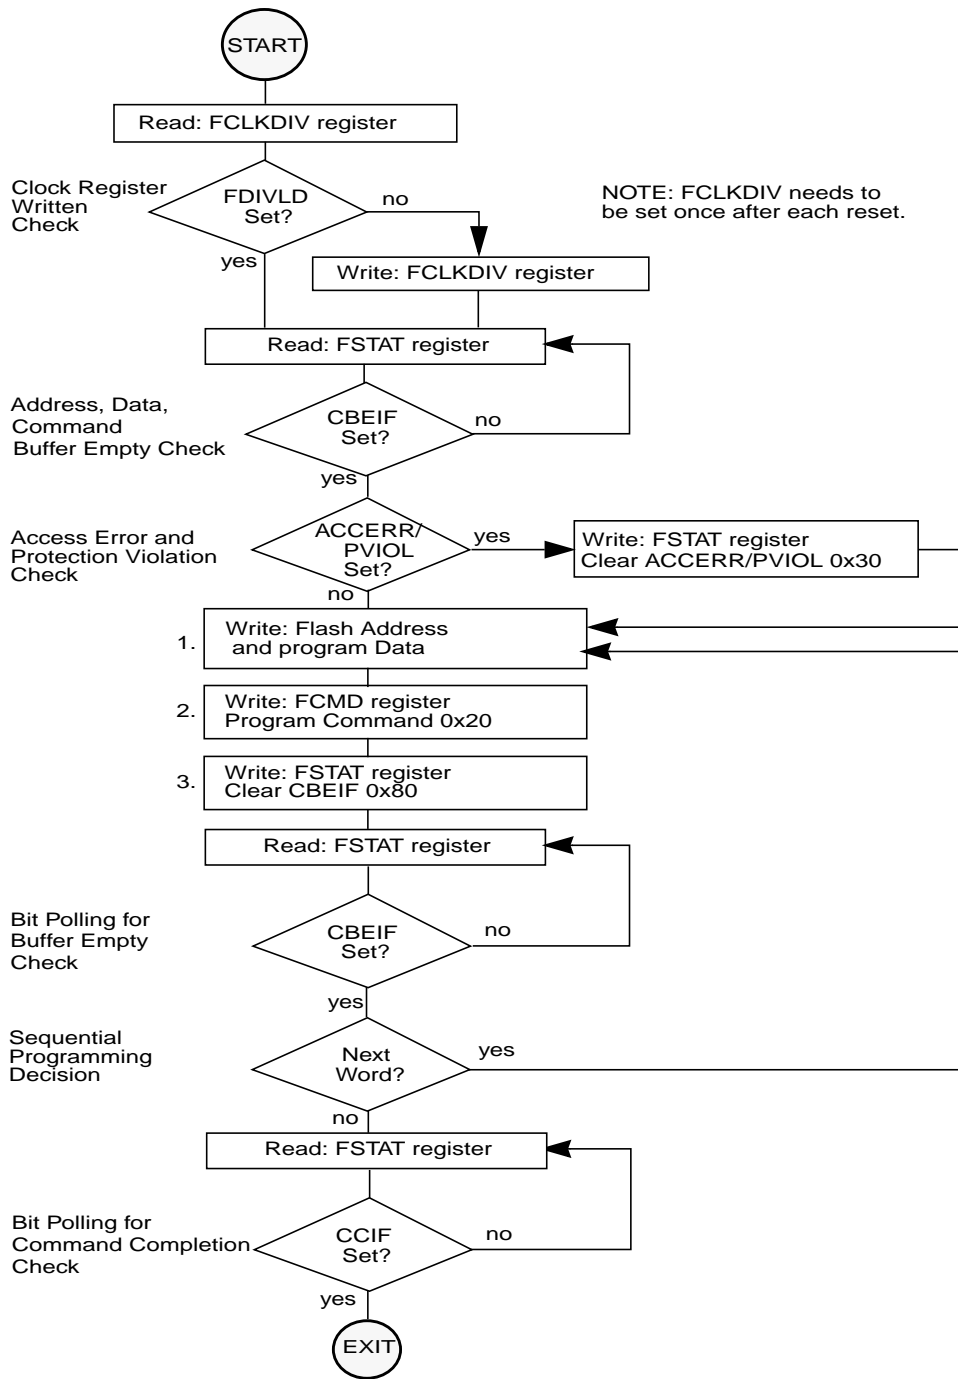 START
Read: FCLKDIV register
Clock Register
Written
Check
FDIVLD
Set?
no
yes
NOTE: FCLKDIV needs to
be set once after each reset.
Write: FCLKDIV register
Read: FSTAT register
Address, Data,
Command
Buffer Empty Check
CBEIF
Set?
no
yes
Access Error and
Protection Violation
Check
ACCERR/
PVIOL
Set?
yes
no
Write: FSTAT register
Clear ACCERR/PVIOL 0x30
1.
Write: Flash Address
and program Data
2.
Write: FCMD register
Program Command 0x20
3.
Write: FSTAT register
Clear CBEIF 0x80
Read: FSTAT register
Bit Polling for
Buffer Empty
Check
CBEIF
Set?
no
yes
Sequential
Programming
Decision
Next
Word?
yes
no
Read: FSTAT register
Bit Polling for
Command Completion
Check
CCIF
Set?
no
yes
EXIT